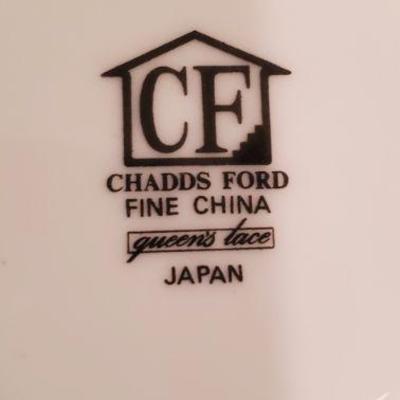 CF
CHADDS FORD
FINE CHINA
queen's lace
JAPAN